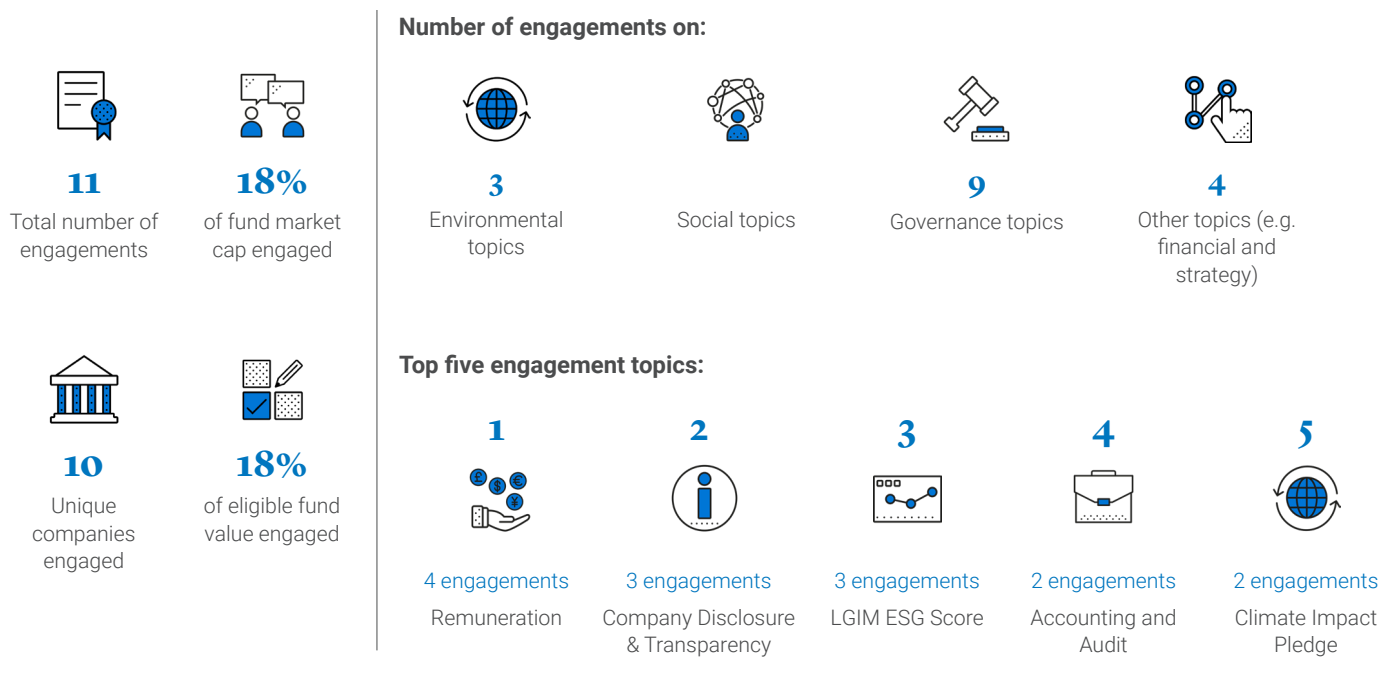 11
Total number of
engagements
18%
of fund market
cap engaged
10
Unique
companies
engaged
18%
of eligible fund
value engaged
Number of engagements on:
3
Environmental
topics
Social topics
9
Governance topics
4
Other topics (e.g.
financial and
strategy)
Top five engagement topics:
1
4 engagements
Remuneration
2
3 engagements
Company Disclosure
& Transparency
3
3 engagements
LGIM ESG Score
4
2 engagements
Accounting and
Audit
5
2 engagements
Climate Impact
Pledge